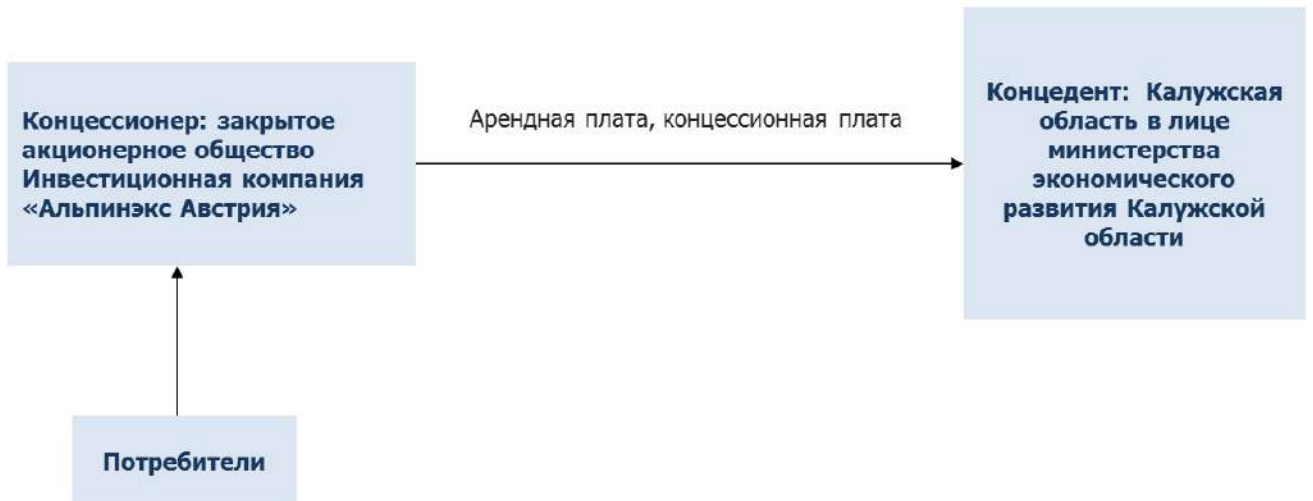 Концессионер: закрытое
акционерное общество
Инвестиционная компания
«Альпинэкс Австрия»
Арендная плата, концессионная плата
Концедент: Калужская
область в лице
министерства
экономического
развития Калужской
области
Потребители